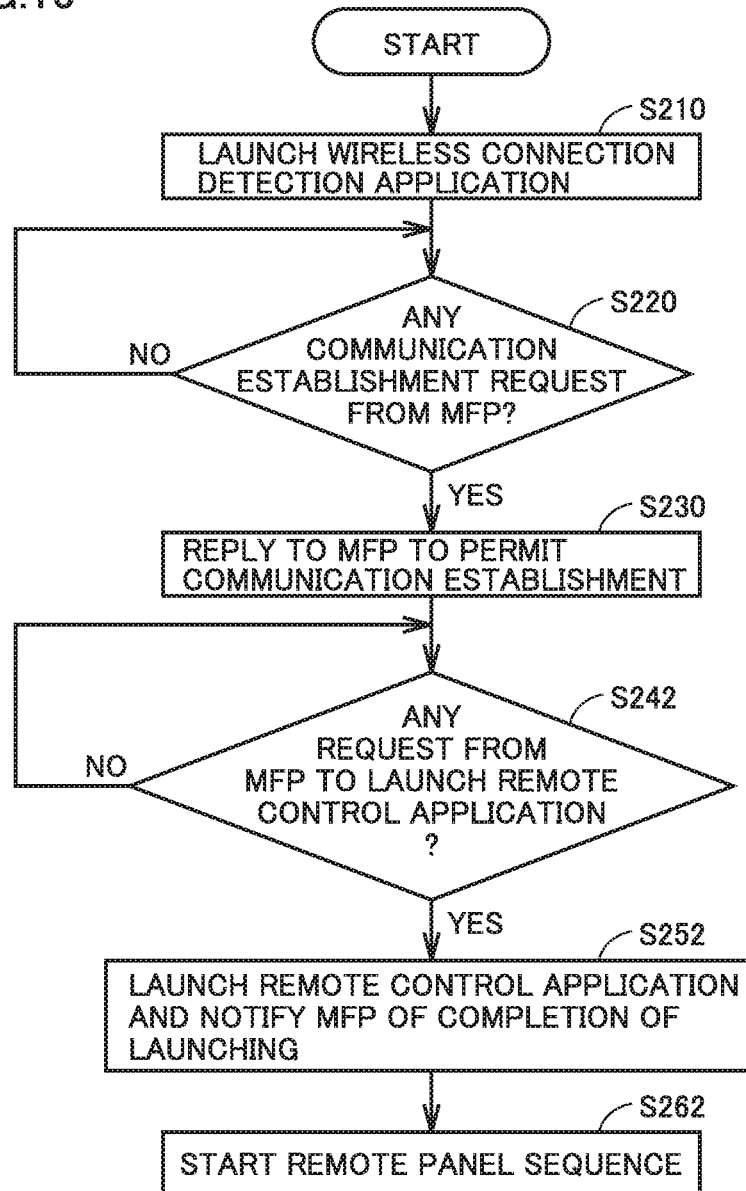 START
S210
LAUNCH WIRELESS CONNECTION
DETECTION APPLICATION
S220
ANY
COMMUNICATION
ESTABLISHMENT REQUEST
FROM MFP?
NO
YES
S230
REPLY TO MFP TO PERMIT
COMMUNICATION ESTABLISHMENT
S242
ANY
REQUEST FROM
MFP TO LAUNCH REMOTE
CONTROL APPLICATION
?
NO
YES
S252
LAUNCH REMOTE CONTROL APPLICATION
AND NOTIFY MFP OF COMPLETION OF
LAUNCHING
S262
START REMOTE PANEL SEQUENCE